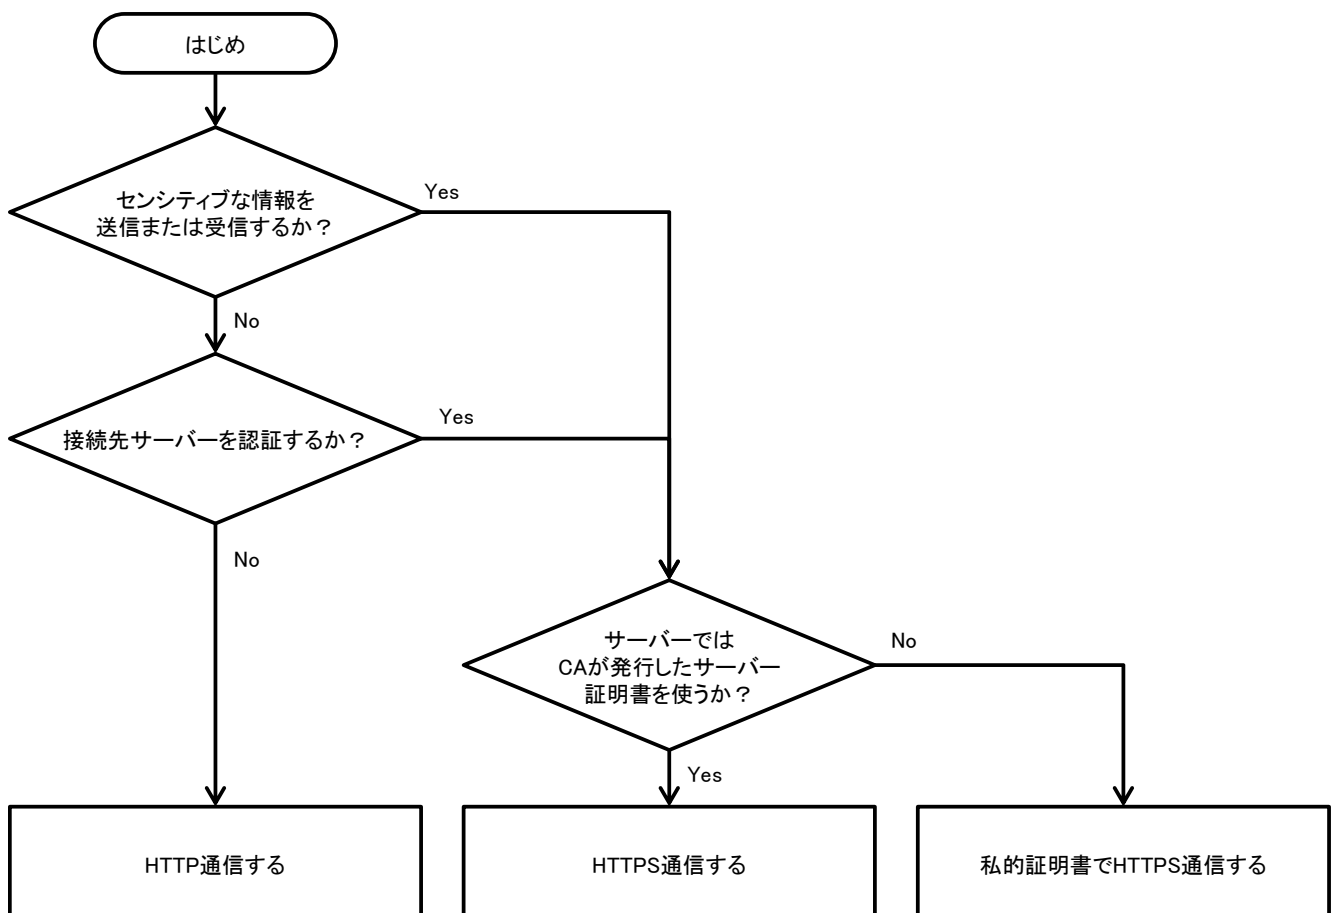 はじめ
センシティブな情報を
送信または受信するか？
Yes
No
接続先サーバーを認証するか？
Yes
No
サーバーでは
CAが発行したサーバー
証明書を使うか？
No
Yes
HTTP通信する
HTTPS通信する
私的証明書でHTTPS通信する